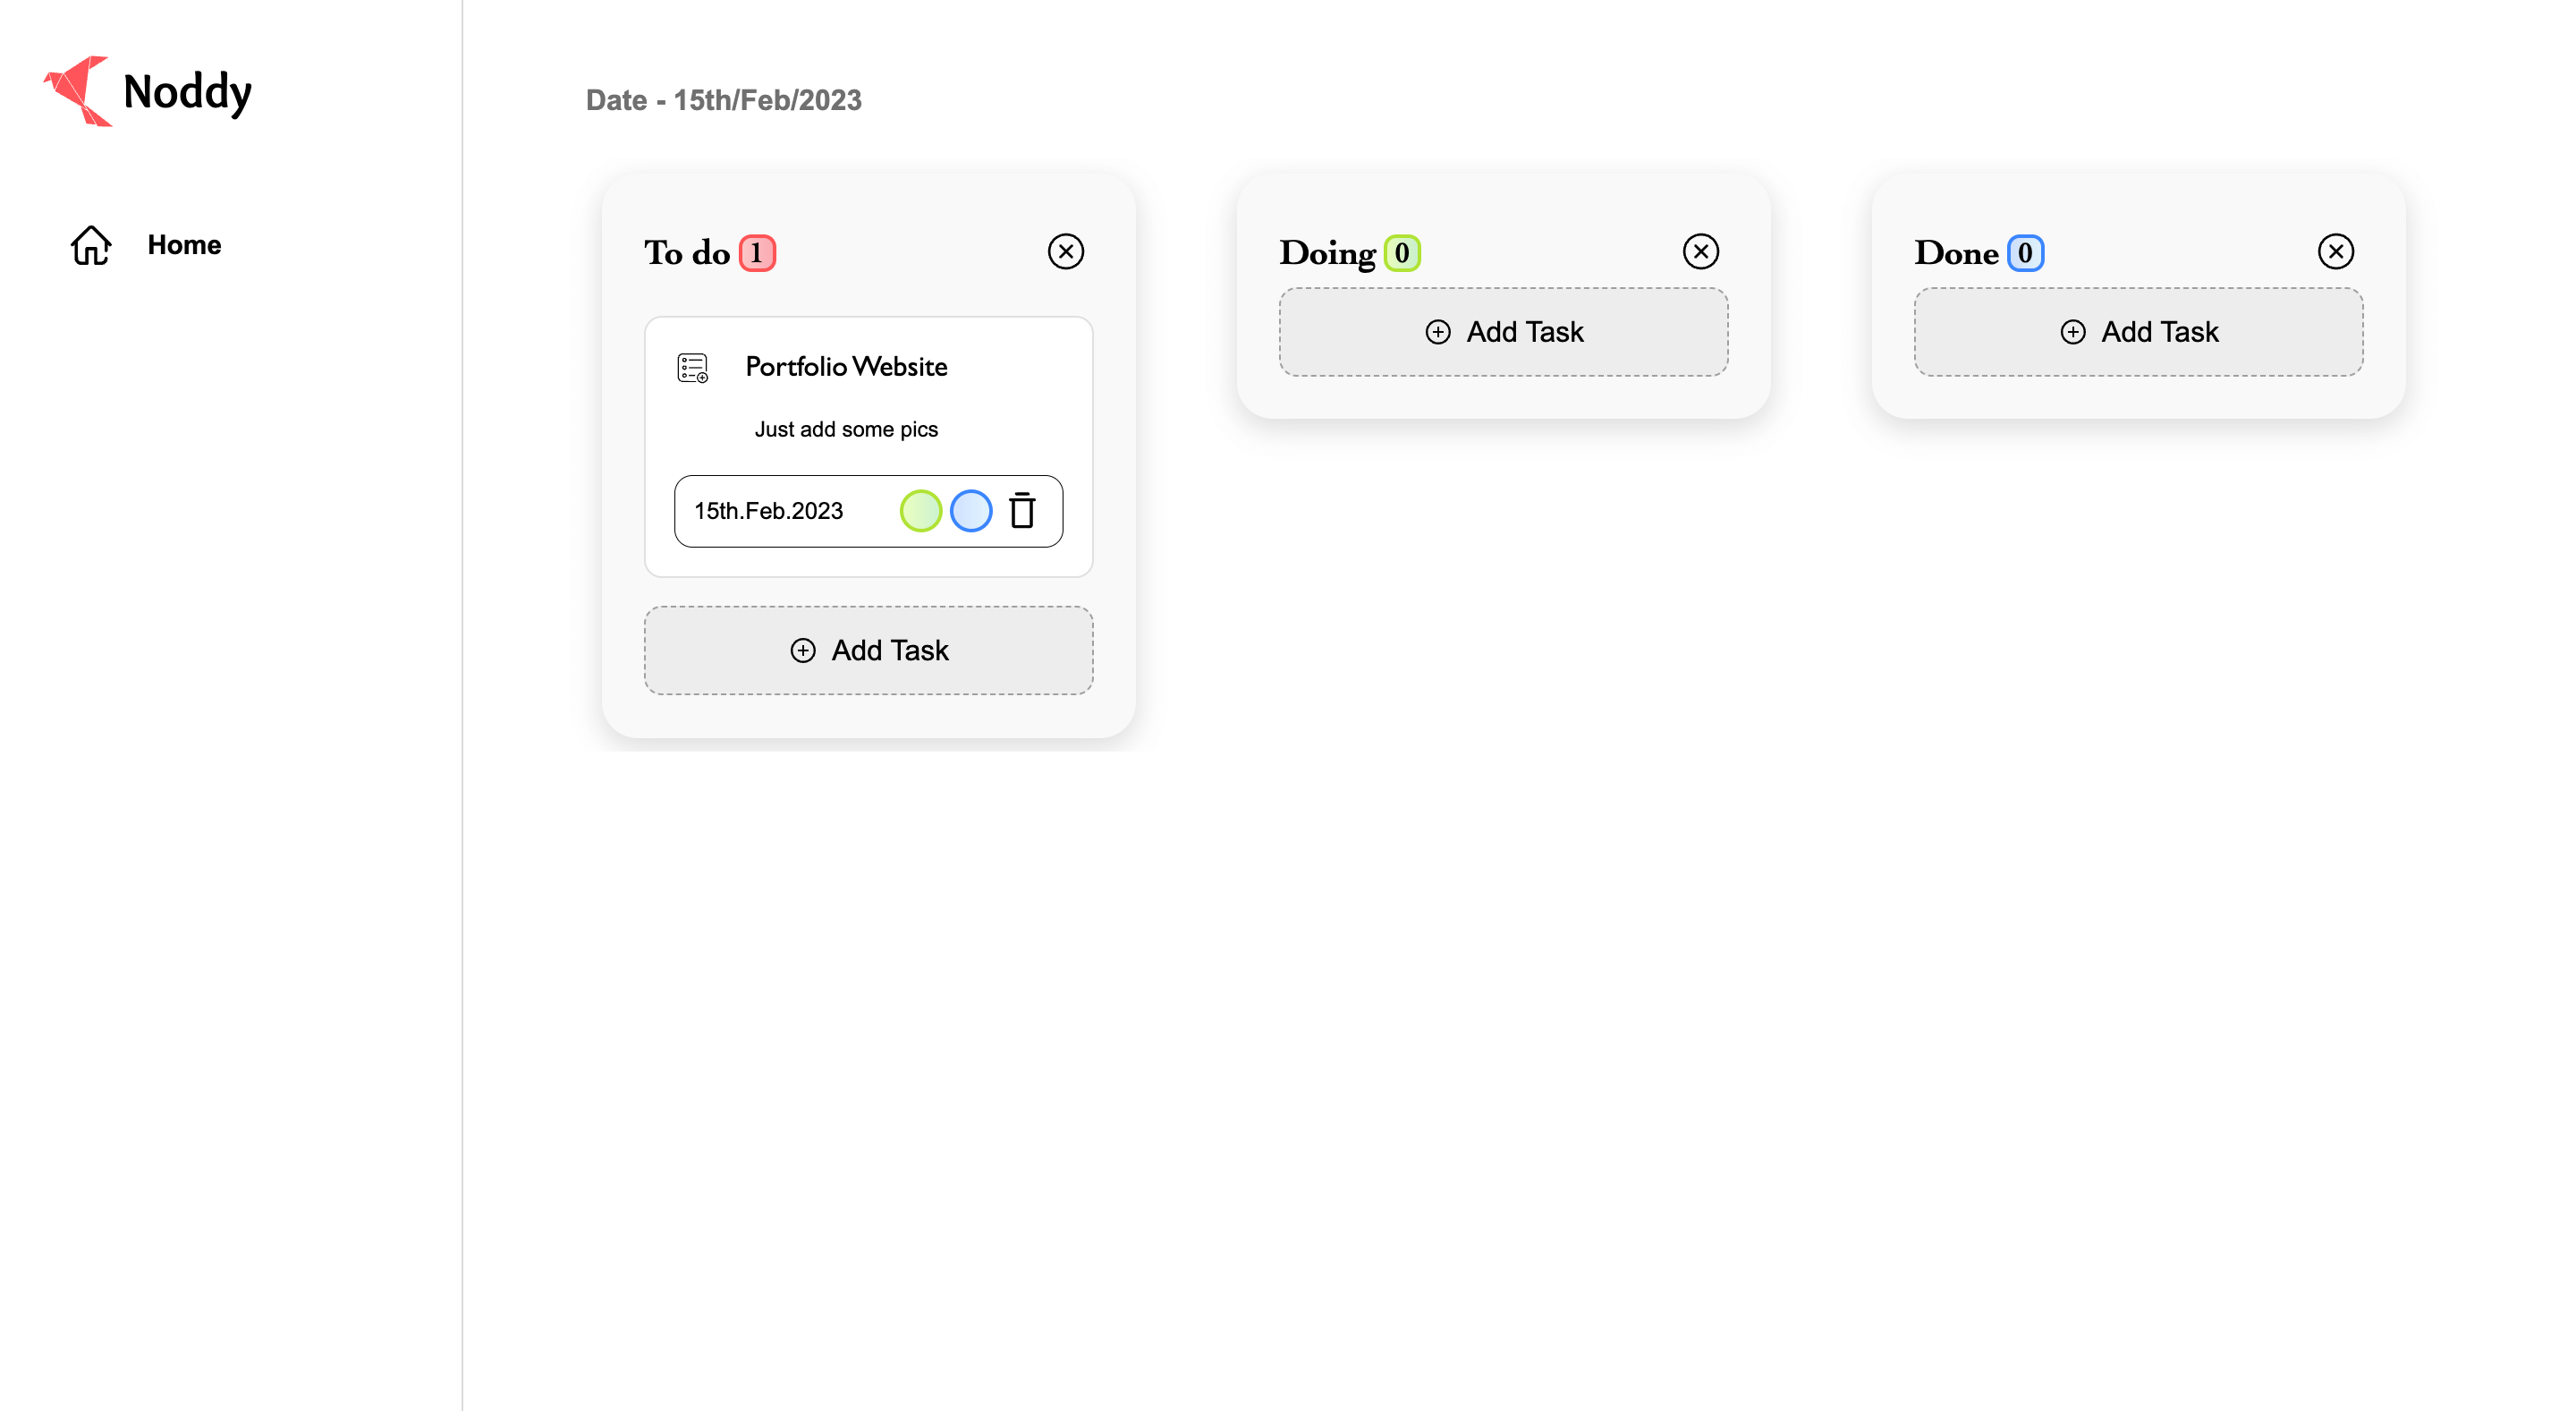 Noddy
Home
Date - 15th/Feb/2023
To do 1
Portfolio Website
Just add some pics
15th.Feb.2023
Add Task
Doing 0
Add Task
Done 0
Add Task